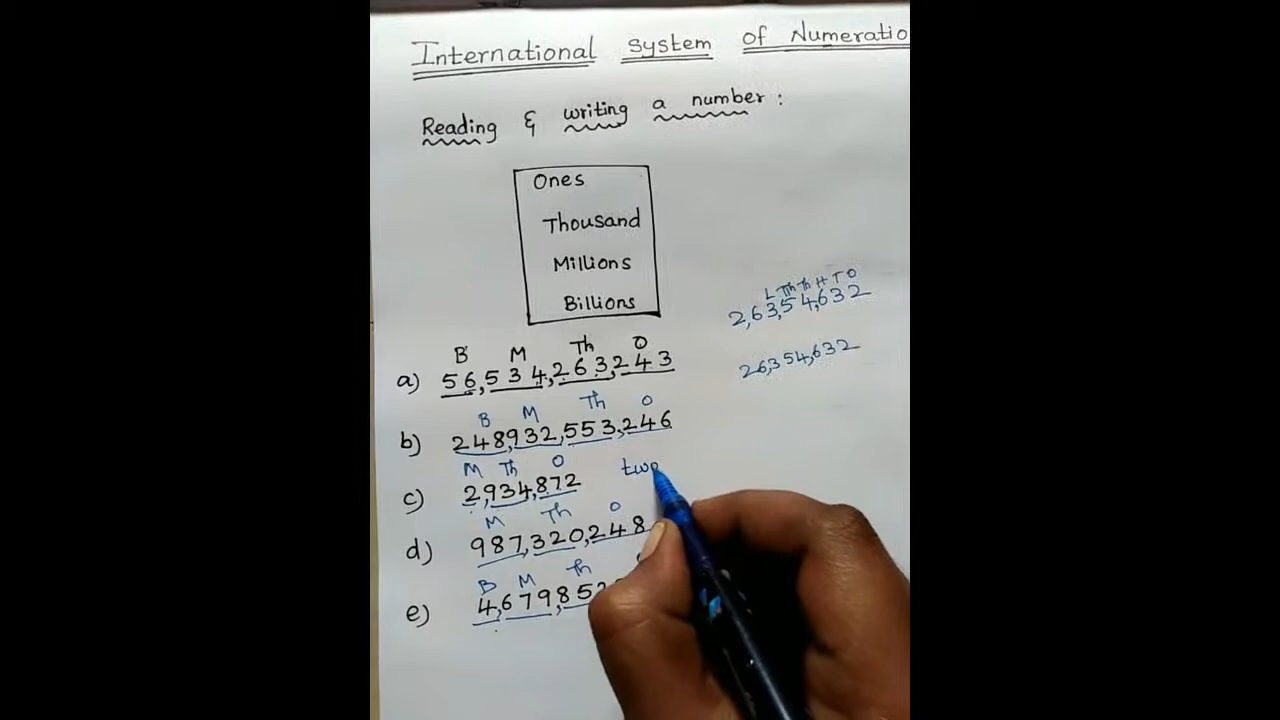 International system of Numeratio
Reading & writing a number :
Ones
Thousand
Millions
Billions
L TTh Th H T O
2,63,54,632
26,354,632
B M Th O
a) 56,534,263,243
B M Th O
b) 248,932,553,246
M Th O
c) 2,934,872 two
M Th O
d) 987,320,248
B M Th
e) 4,679,85